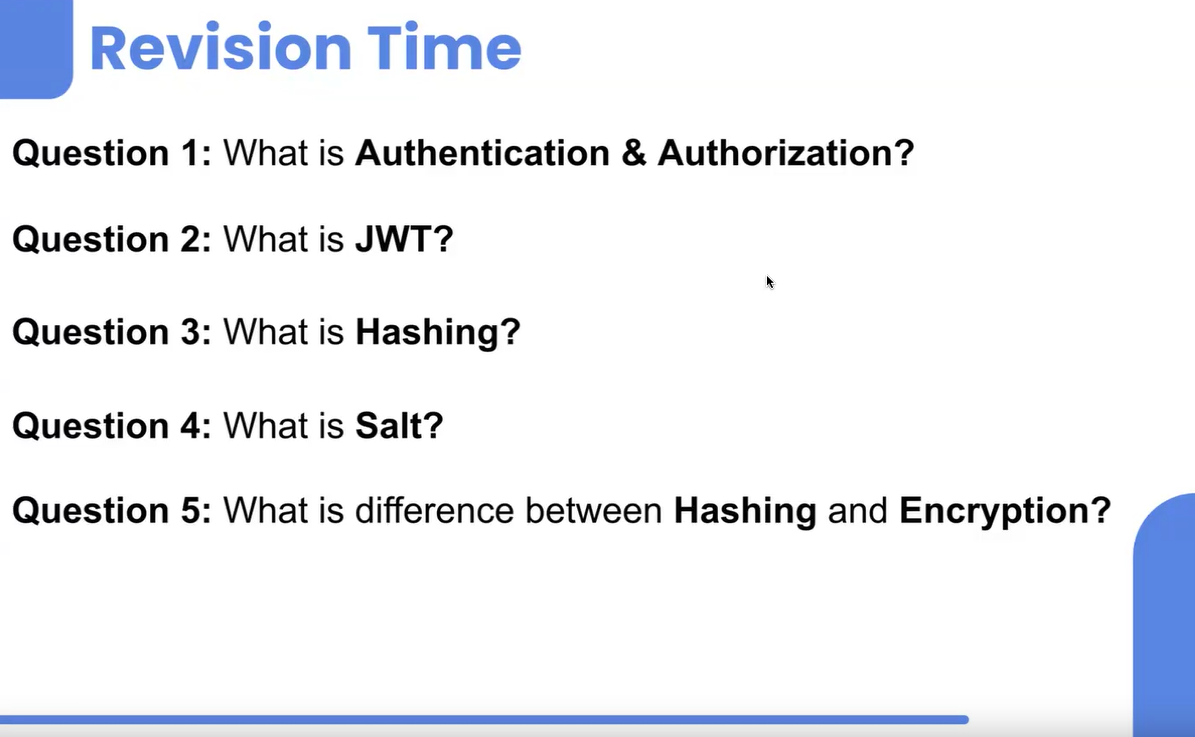 Revision Time
Question 1: What is Authentication & Authorization?
Question 2: What is JWT?
Question 3: What is Hashing?
Question 4: What is Salt?
Question 5: What is difference between Hashing and Encryption?